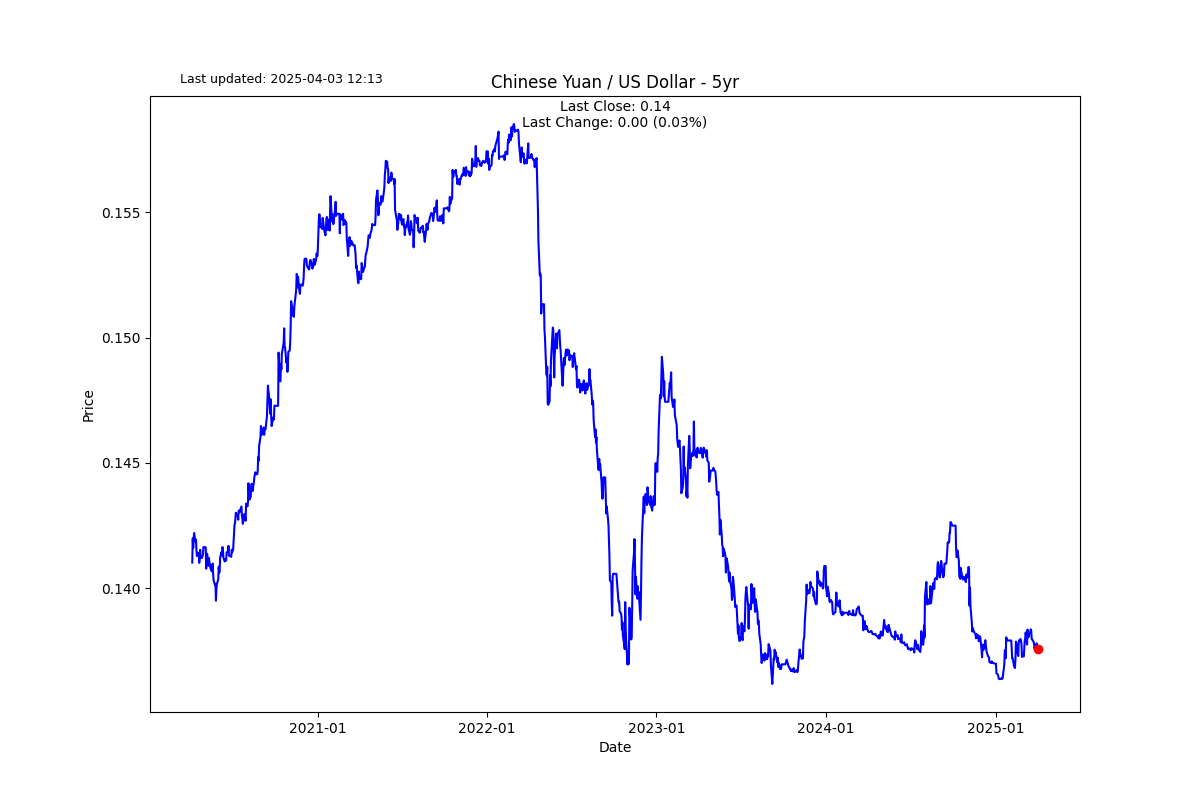 Last updated: 2025-04-03 12:13
Chinese Yuan / US Dollar - 5yr
Last Close: 0.14
Last Change: 0.00 (0.03%)
0.155
0.150
0.145
0.140
Price
2021-01
2022-01
2023-01
2024-01
2025-01
Date